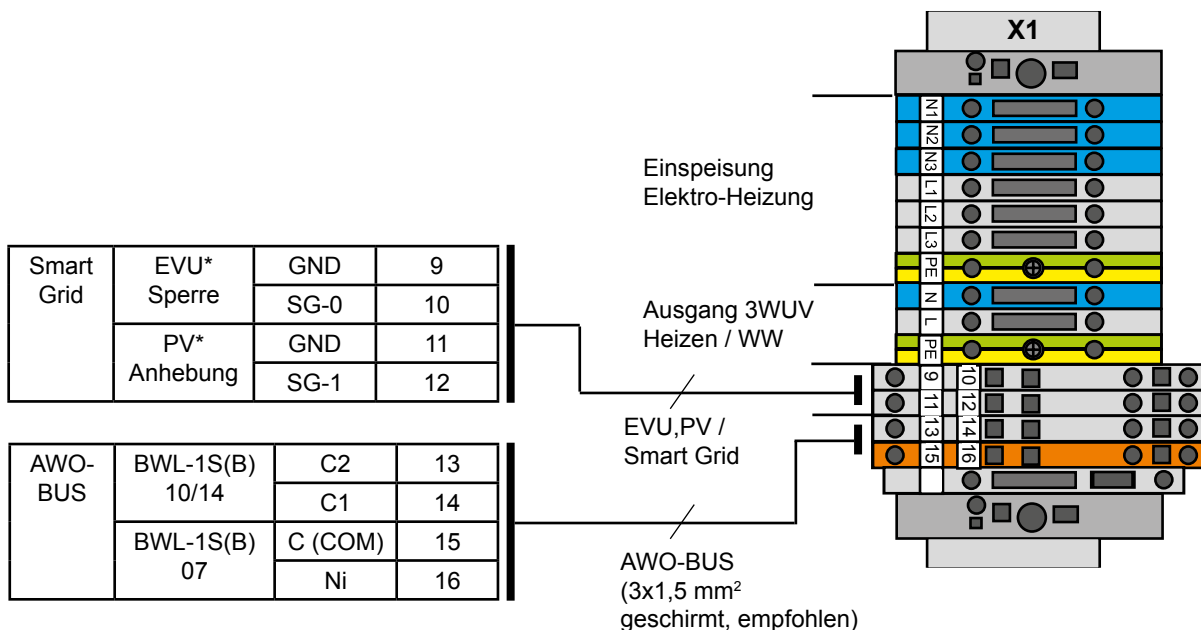 X1
N1
N2
N3
L1
L2
L3
PE
N
L
PE
9 10
11 12
13 14
15 16
Einspeisung
Elektro-Heizung
Ausgang 3WUV
Heizen / WW
EVU,PV /
Smart Grid
AWO-BUS
(3x1,5 mm²
geschirmt, empfohlen)
Smart
Grid
EVU*
Sperre
GND 9
SG-0 10
PV*
Anhebung
GND 11
SG-1 12
AWO-
BUS
BWL-1S(B)
10/14
C2 13
C1 14
BWL-1S(B)
07
C (COM) 15
Ni 16